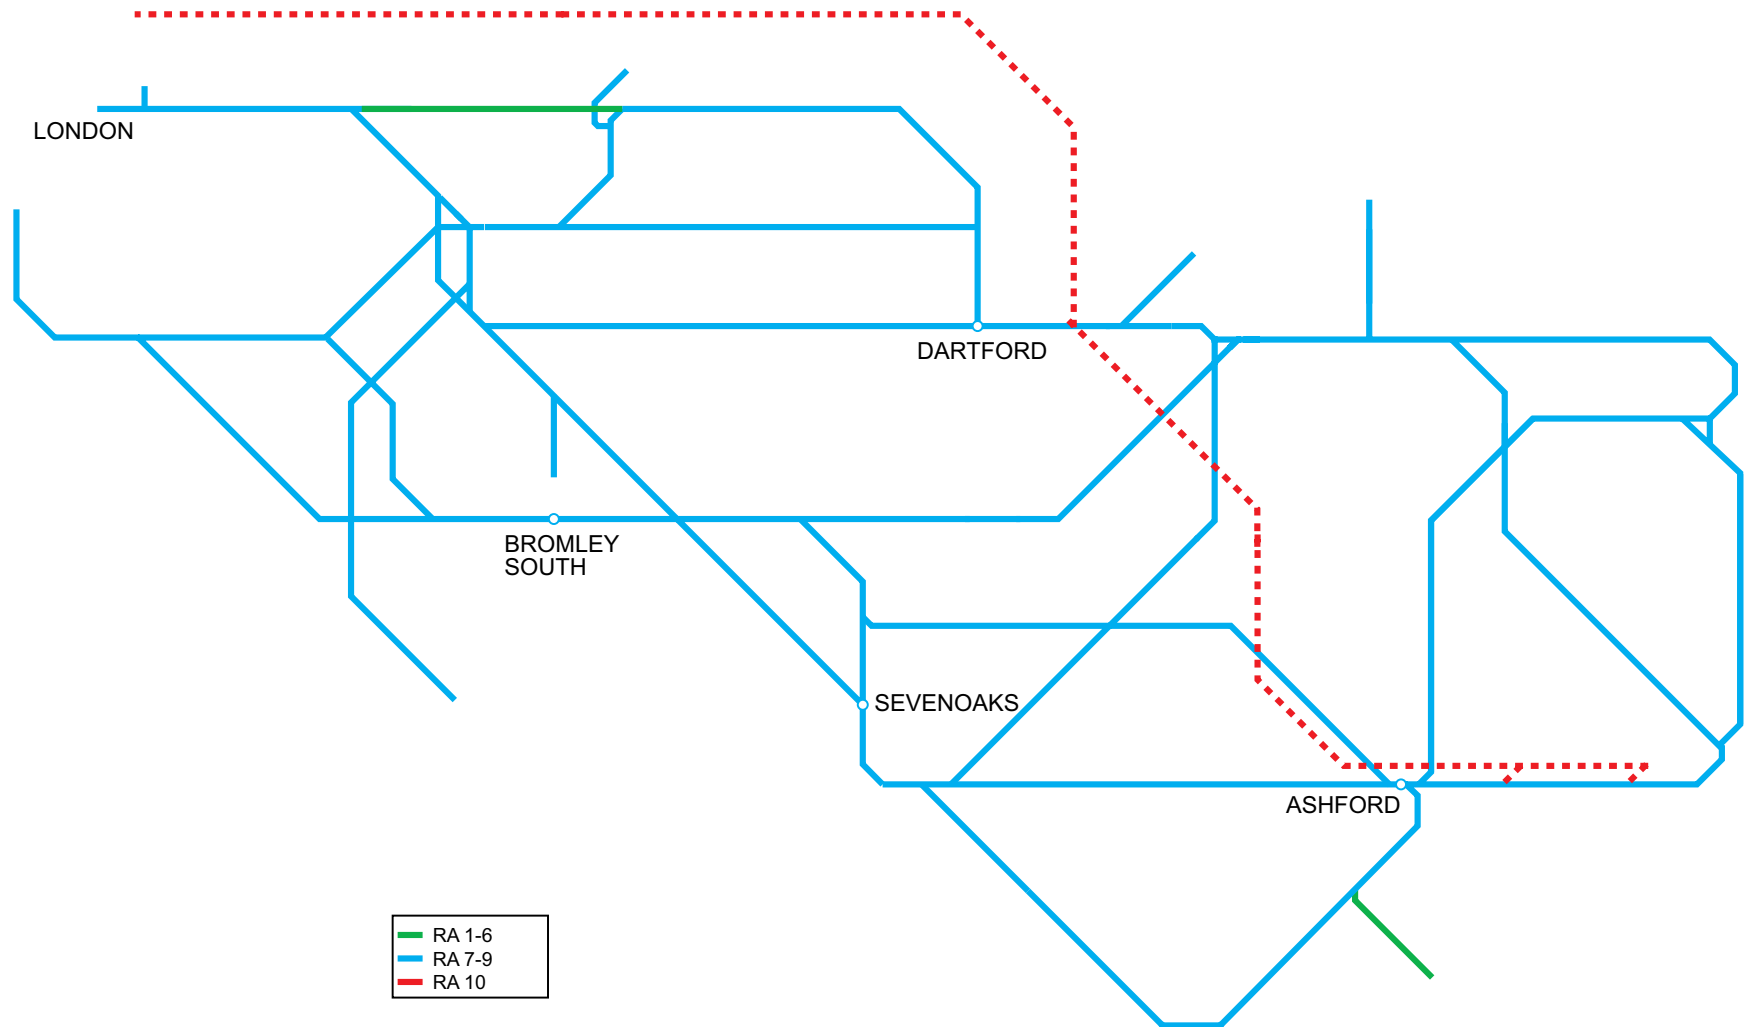 LONDON
DARTFORD
BROMLEY
SOUTH
SEVENOAKS
ASHFORD
RA 1-6
RA 7-9
RA 10